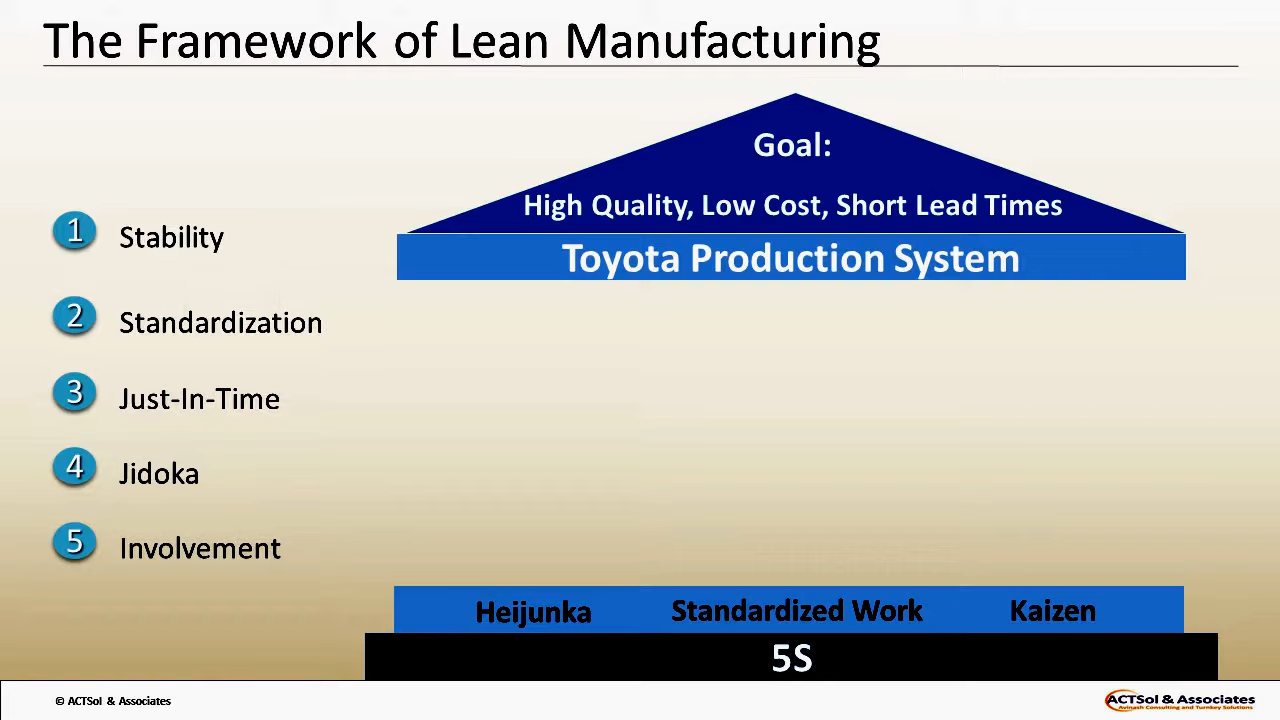 The Framework of Lean Manufacturing
Goal:
High Quality, Low Cost, Short Lead Times
Toyota Production System
1 Stability
2 Standardization
3 Just-In-Time
4 Jidoka
5 Involvement
Heijunka Standardized Work Kaizen
5S
© ACTSol & Associates
ACTSol & Associates
Avingash Consulting and Turnkey Solutions